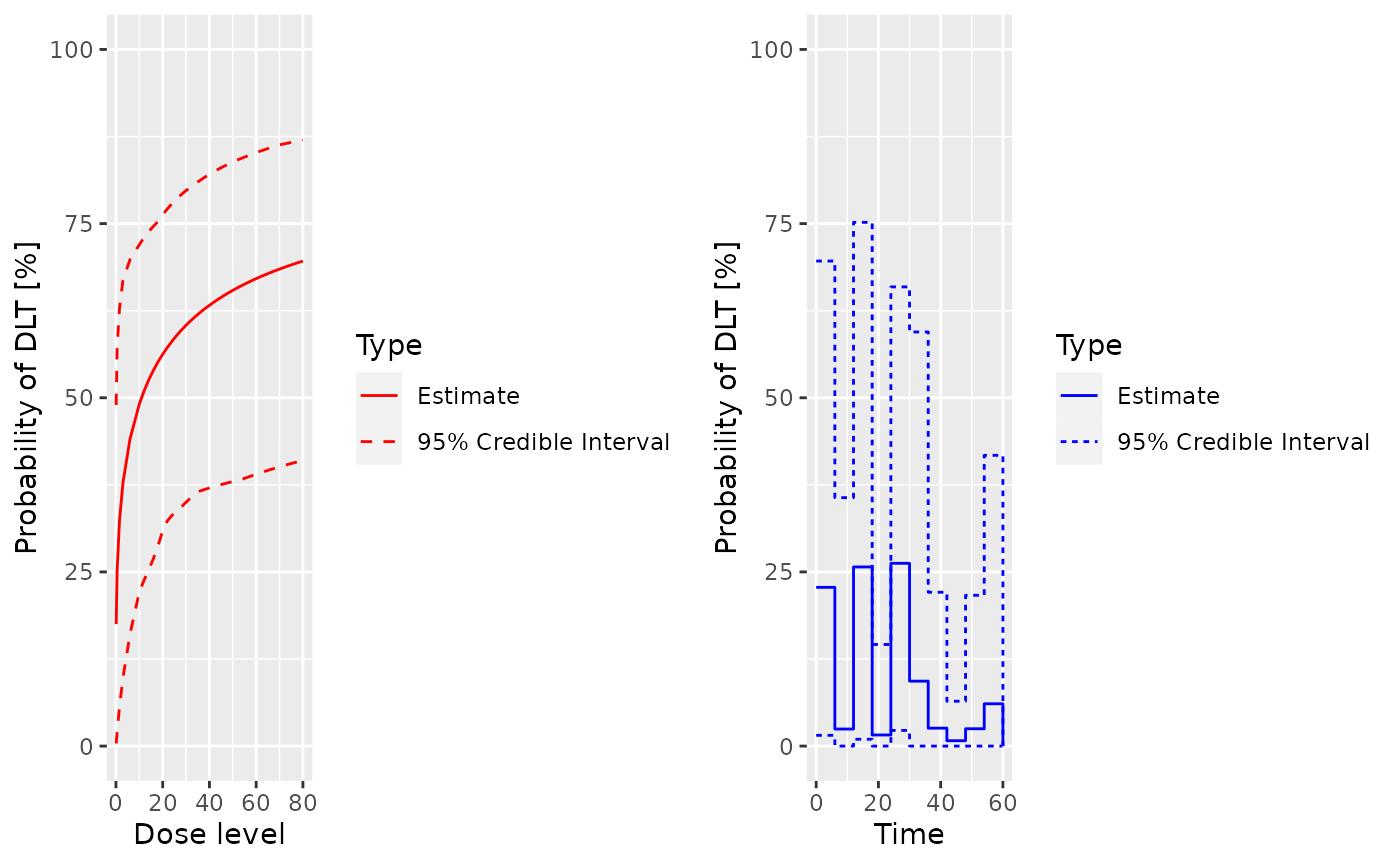 Probability of DLT [%]
100
75
50
25
0
0 20 40 60 80
Dose level
Type
Estimate
95% Credible Interval
Probability of DLT [%]
100
75
50
25
0
0 20 40 60
Time
Type
Estimate
95% Credible Interval